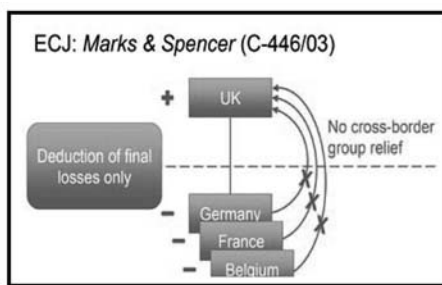 ECJ: Marks & Spencer (C-446/03)
+
UK
No cross-border
group relief
Deduction of final
losses only
- Germany
- France
- Belgium